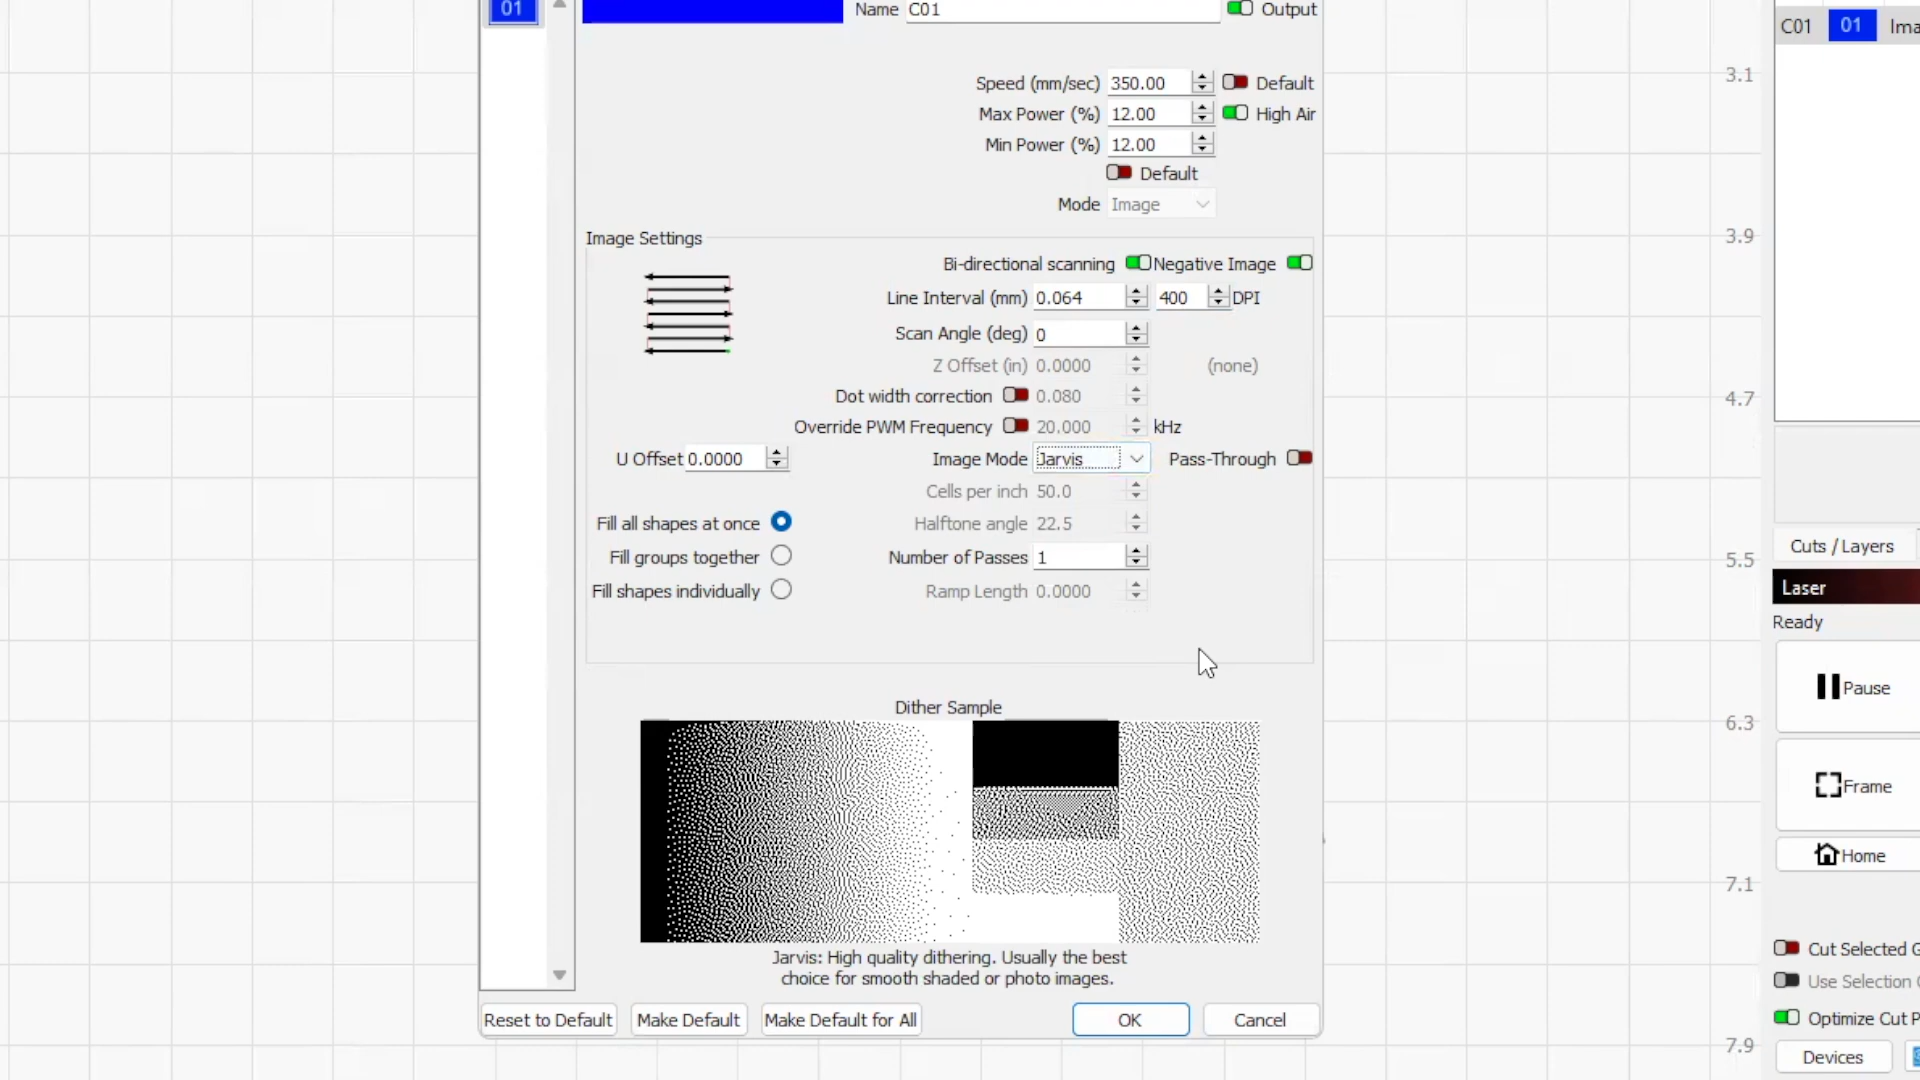 01
Name C01 Output
C01 01
Speed (mm/sec) 350.00 Default
3.1
Max Power (%) 12.00 High Air
Min Power (%) 12.00
Default
Mode Image
Image Settings
3.9
Bi-directional scanning Negative Image
Line Interval (mm) 0.064 400 DPI
Scan Angle (deg) 0
Z Offset (in) 0.0000 (none)
Dot width correction 0.080
4.7
Override PWM Frequency 20.000 kHz
U Offset 0.0000 Image Mode Jarvis Pass-Through
Cells per inch 50.0
Fill all shapes at once Halftone angle 22.5
Cuts / Layers
Fill groups together Number of Passes 1
5.5
Fill shapes individually Ramp Length 0.0000
Laser
Ready
Pause
Dither Sample
6.3
Frame
Home
7.1
Cut Selected
Jarvis: High quality dithering. Usually the best
choice for smooth shaded or photo images.
Use Selection
Reset to Default Make Default Make Default for All OK Cancel
Optimize Cut
7.9
Devices